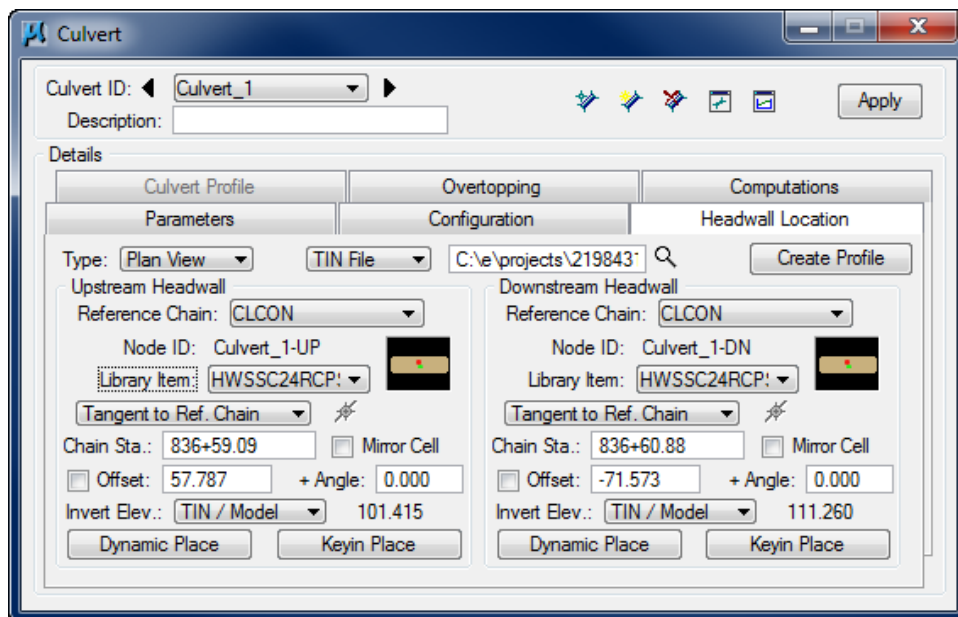 Culvert
Culvert ID: Culvert_1
Apply
Description:
Details
Culvert Profile Overtopping Computations
Parameters Configuration Headwall Location
Type: Plan View TIN File C:\e\projects\219843 Create Profile
Upstream Headwall Downstream Headwall
Reference Chain: CLCON Reference Chain: CLCON
Node ID: Culvert_1-UP Node ID: Culvert_1-DN
Library Item: HWSSC24RCP Library Item: HWSSC24RCP
Tangent to Ref. Chain Tangent to Ref. Chain
Chain Sta.: 836+59.09 Mirror Cell Chain Sta.: 836+60.88 Mirror Cell
Offset: 57.787 + Angle: 0.000 Offset: -71.573 + Angle: 0.000
Invert Elev.: TIN / Model 101.415 Invert Elev.: TIN / Model 111.260
Dynamic Place Keyin Place Dynamic Place Keyin Place